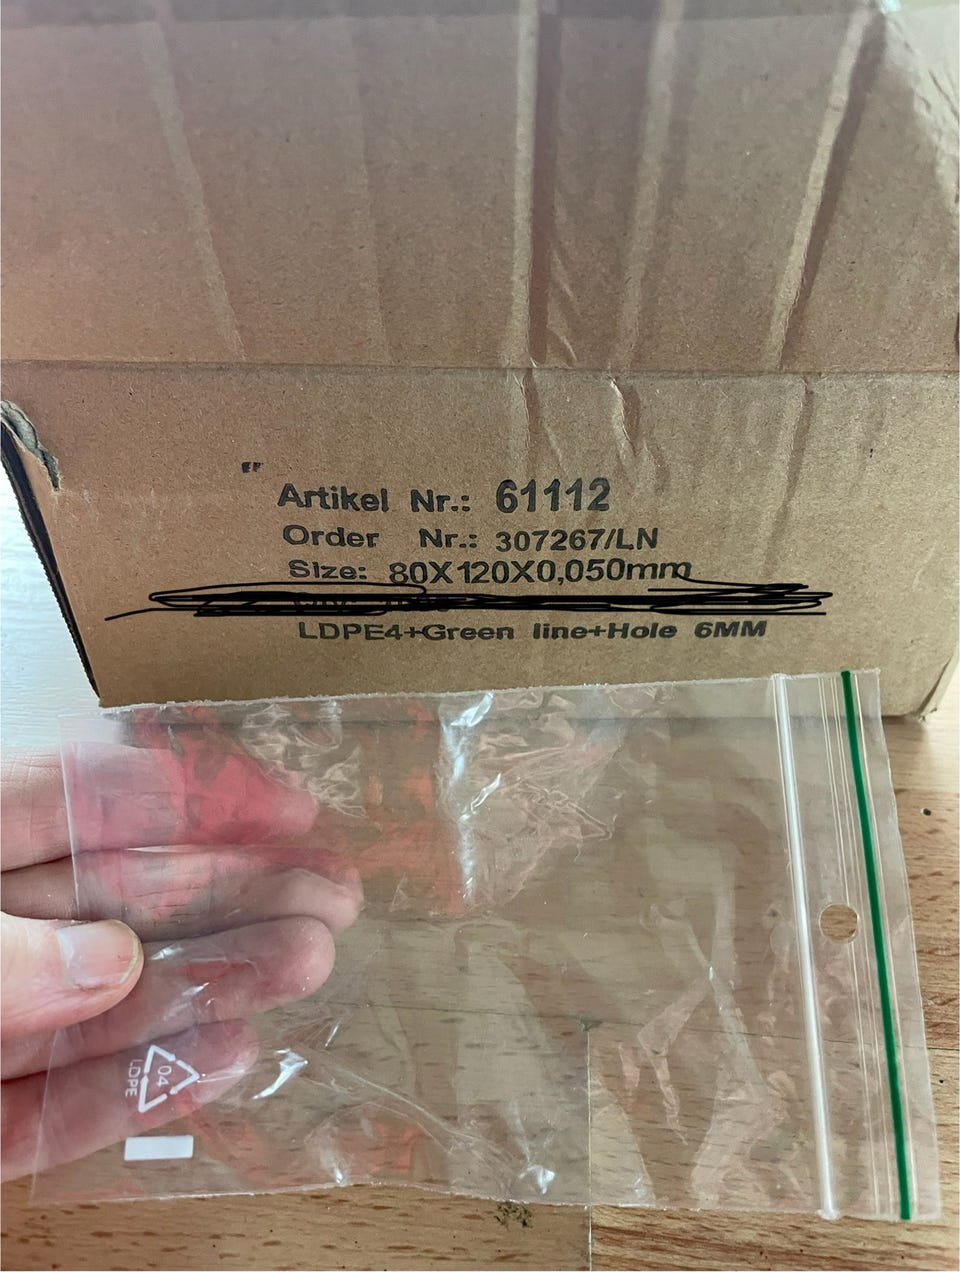 Artikel Nr.: 61112
Order Nr.: 307267/LN
Size: 80X120X0,050mm
LDPE4+Green line+Hole 6MM
04
LDPE